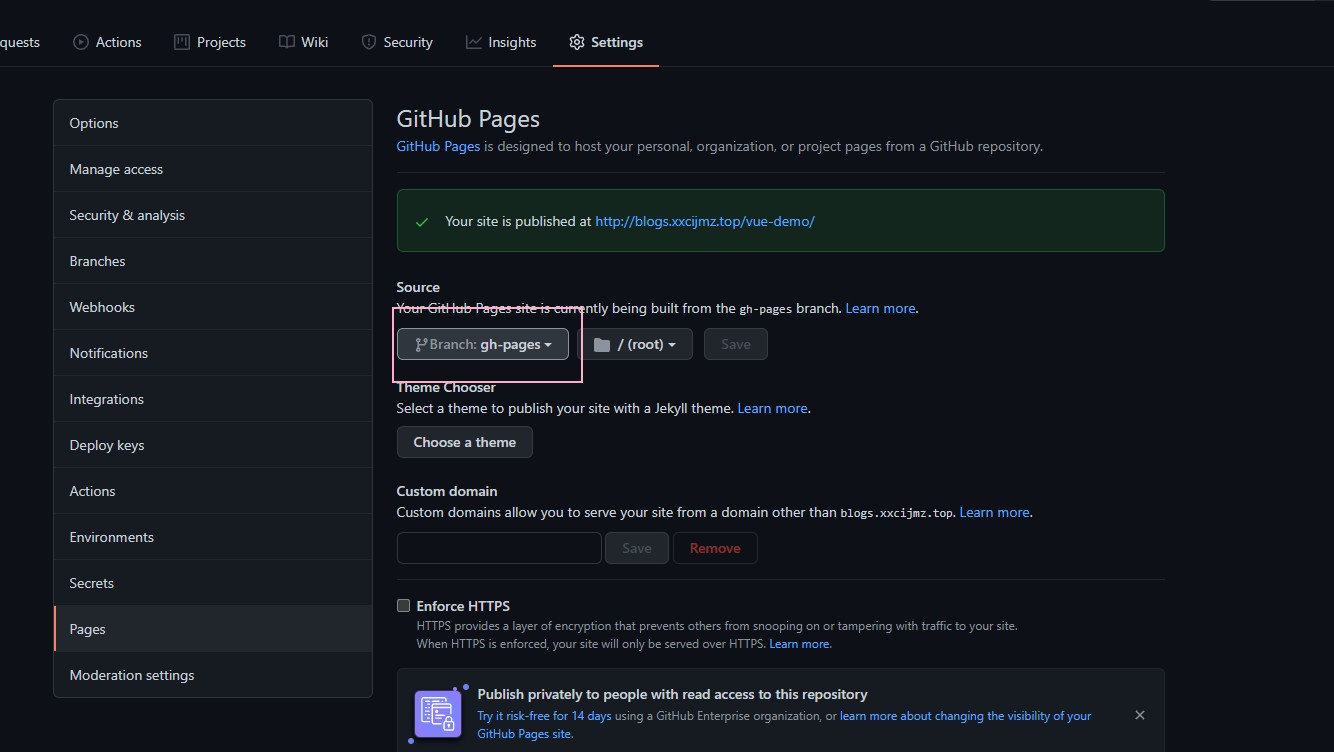 quests Actions Projects Wiki Security Insights Settings
Options
Manage access
Security & analysis
Branches
Webhooks
Notifications
Integrations
Deploy keys
Actions
Environments
Secrets
Pages
Moderation settings
GitHub Pages
GitHub Pages is designed to host your personal, organization, or project pages from a GitHub repository.
Your site is published at http://blogs.xxcijmz.top/vue-demo/
Source
Your GitHub Pages site is currently being built from the gh-pages branch. Learn more.
Branch: gh-pages / (root) Save
Theme Chooser
Select a theme to publish your site with a Jekyll theme. Learn more.
Choose a theme
Custom domain
Custom domains allow you to serve your site from a domain other than blogs.xxcijmz.top. Learn more.
Save Remove
Enforce HTTPS
HTTPS provides a layer of encryption that prevents others from snooping on or tampering with traffic to your site.
When HTTPS is enforced, your site will only be served over HTTPS. Learn more.
Publish privately to people with read access to this repository
Try it risk-free for 14 days using a GitHub Enterprise organization, or learn more about changing the visibility of your
GitHub Pages site.